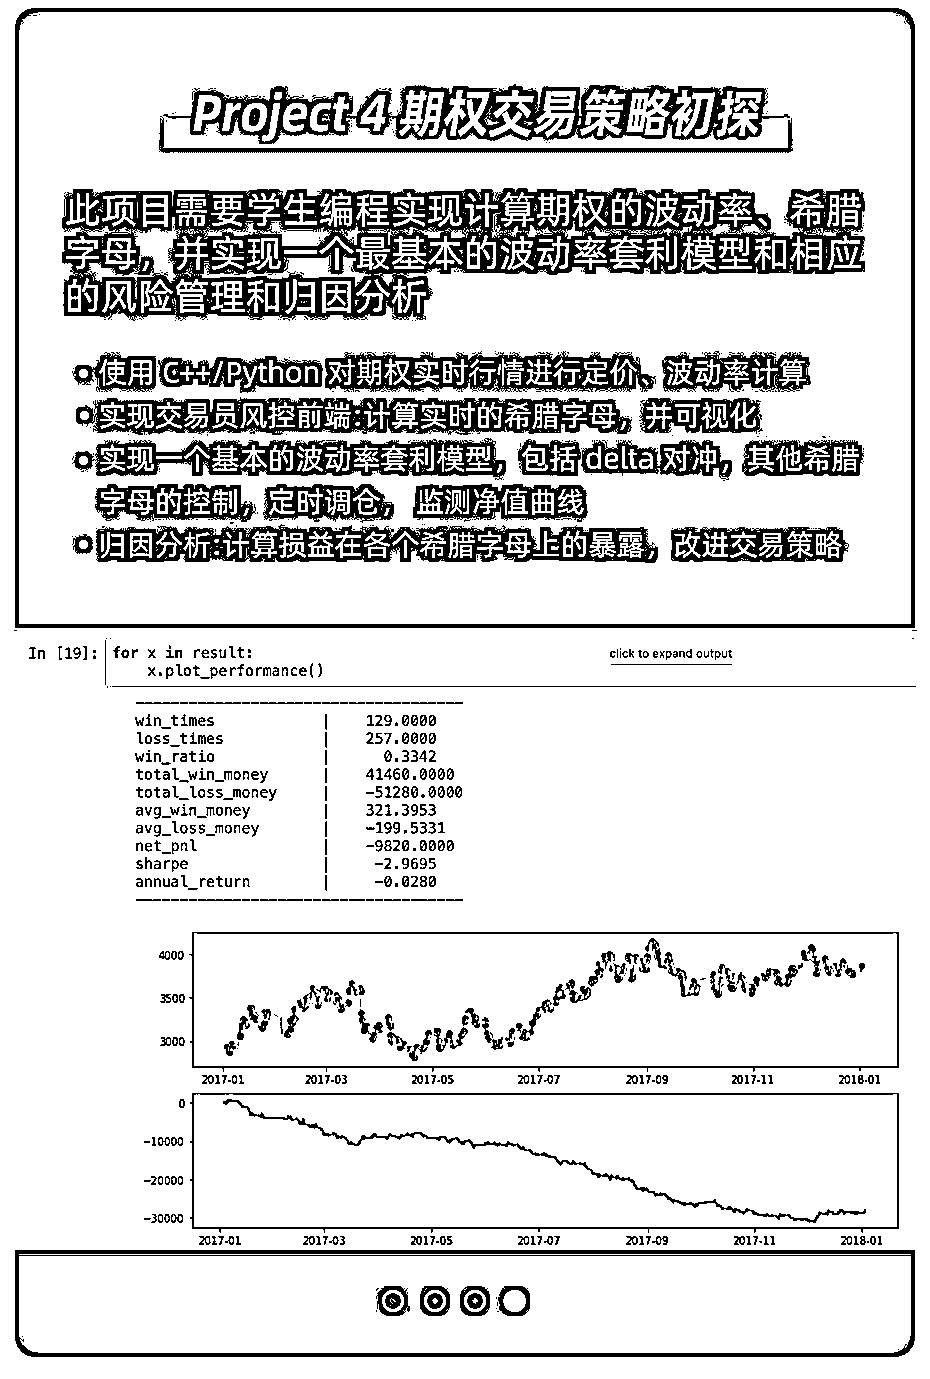 Project 4 期权交易策略初探
此项目需要学生编程实现计算期权的波动率、希腊
字母，并实现一个最基本的波动率套利模型和相应
的风险管理和归因分析
使用 C++/Python 对期权实时行情进行定价、波动率计算
实现交易员风控前端:计算实时的希腊字母，并可视化
实现一个基本的波动率套利模型，包括 delta 对冲，其他希腊
字母的控制，定时调仓， 监测净值曲线
归因分析:计算损益在各个希腊字母上的暴露，改进交易策略
In [19]: for x in result:
x.plot_performance()
click to expand output
win_times | 129.0000
loss_times | 257.0000
win_ratio | 0.3342
total_win_money | 41460.0000
total_loss_money | -51280.0000
avg_win_money | 321.3953
avg_loss_money | -199.5331
net_pnl | -9820.0000
sharpe | -2.9695
annual_return | -0.0280
4000
3500
3000
2017-01 2017-03 2017-05 2017-07 2017-09 2017-11 2018-01
0
-10000
-20000
-30000
2017-01 2017-03 2017-05 2017-07 2017-09 2017-11 2018-01